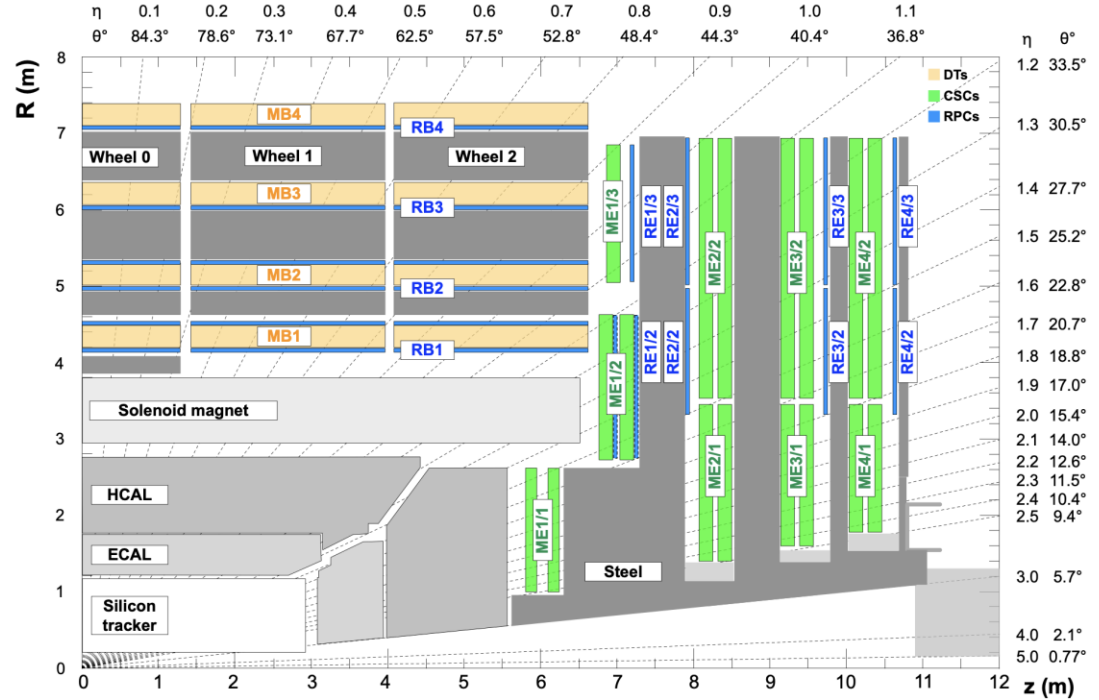 η 0.1 0.2 0.3 0.4 0.5 0.6 0.7 0.8 0.9 1.0 1.1
θ° 84.3° 78.6° 73.1° 67.7° 62.5° 57.5° 52.8° 48.4° 44.3° 40.4° 36.8° η θ°
R (m)
8
7
6
5
4
3
2
1
0
1.2 33.5°
1.3 30.5°
1.4 27.7°
1.5 25.2°
1.6 22.8°
1.7 20.7°
1.8 18.8°
1.9 17.0°
2.0 15.4°
2.1 14.0°
2.2 12.6°
2.3 11.5°
2.4 10.4°
2.5 9.4°
3.0 5.7°
4.0 2.1°
5.0 0.77°
DTs
CSCs
RPCs
MB4
RB4
Wheel 0 Wheel 1 Wheel 2
MB3
RB3
MB2
RB2
MB1
RB1
Solenoid magnet
HCAL
ECAL
Silicon
tracker
Steel
ME1/3
RE1/3
RE2/3
ME2/2
ME3/2
RE3/3
ME4/2
RE4/3
ME1/2
RE1/2
RE2/2
RE3/2
RE4/2
ME1/1
ME2/1
ME3/1
ME4/1
0 1 2 3 4 5 6 7 8 9 10 11 12
z (m)